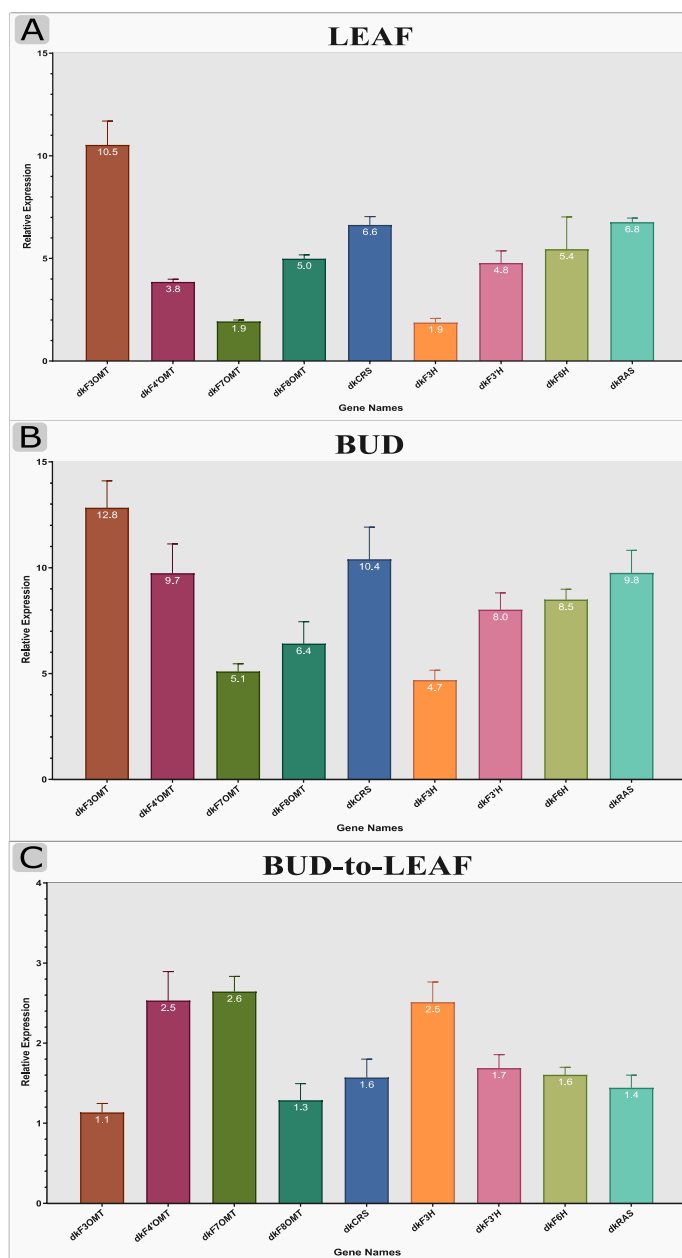 A
LEAF
15
10
5
0
Relative Expression
10.5
3.8
1.9
5.0
6.6
1.9
4.8
5.4
6.8
dkF3OMT
dkF4'OMT
dkF7OMT
dkF8OMT
dkCRS
dkF3H
dkF3'H
dkF6H
dkRAS
Gene Names
B
BUD
15
10
5
0
Relative Expression
12.8
9.7
5.1
6.4
10.4
4.7
8.0
8.5
9.8
dkF3OMT
dkF4'OMT
dkF7OMT
dkF8OMT
dkCRS
dkF3H
dkF3'H
dkF6H
dkRAS
Gene Names
C
BUD-to-LEAF
4
3
2
1
0
Relative Expression
1.1
2.5
2.6
1.3
1.6
2.5
1.7
1.6
1.4
dkF3OMT
dkF4'OMT
dkF7OMT
dkF8OMT
dkCRS
dkF3H
dkF3'H
dkF6H
dkRAS
Gene Names